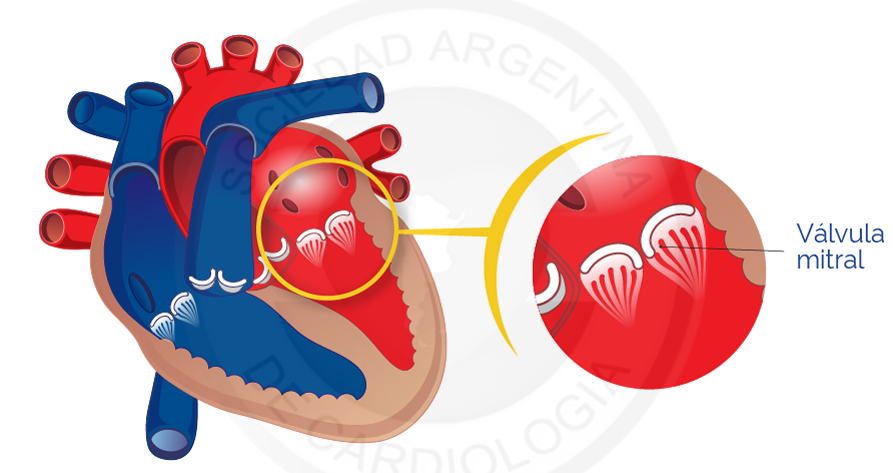 SOCIEDAD ARGENTINA
DE CARDIOLOGIA
Válvula
mitral